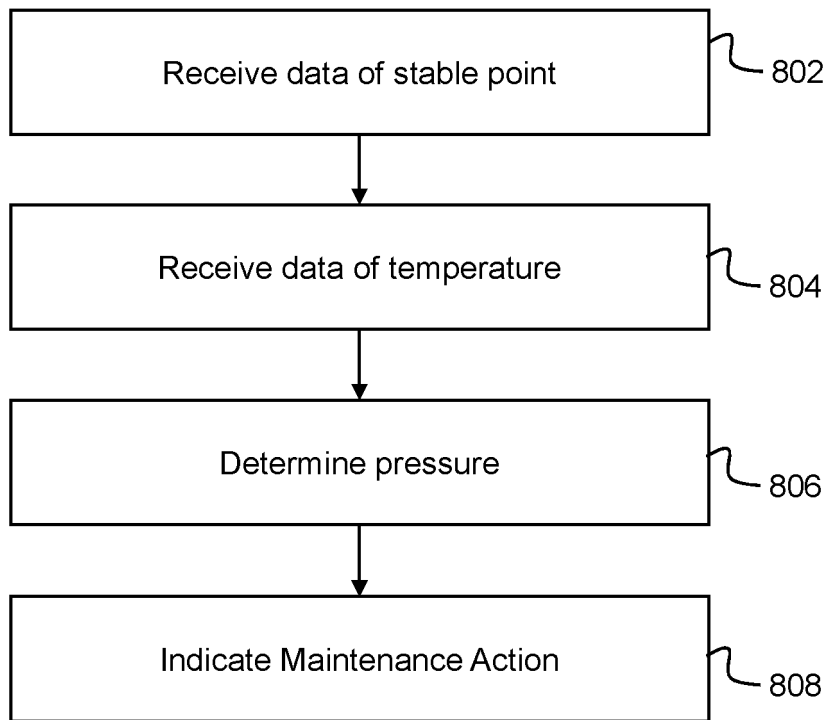 Receive data of stable point
802
Receive data of temperature
804
Determine pressure
806
Indicate Maintenance Action
808